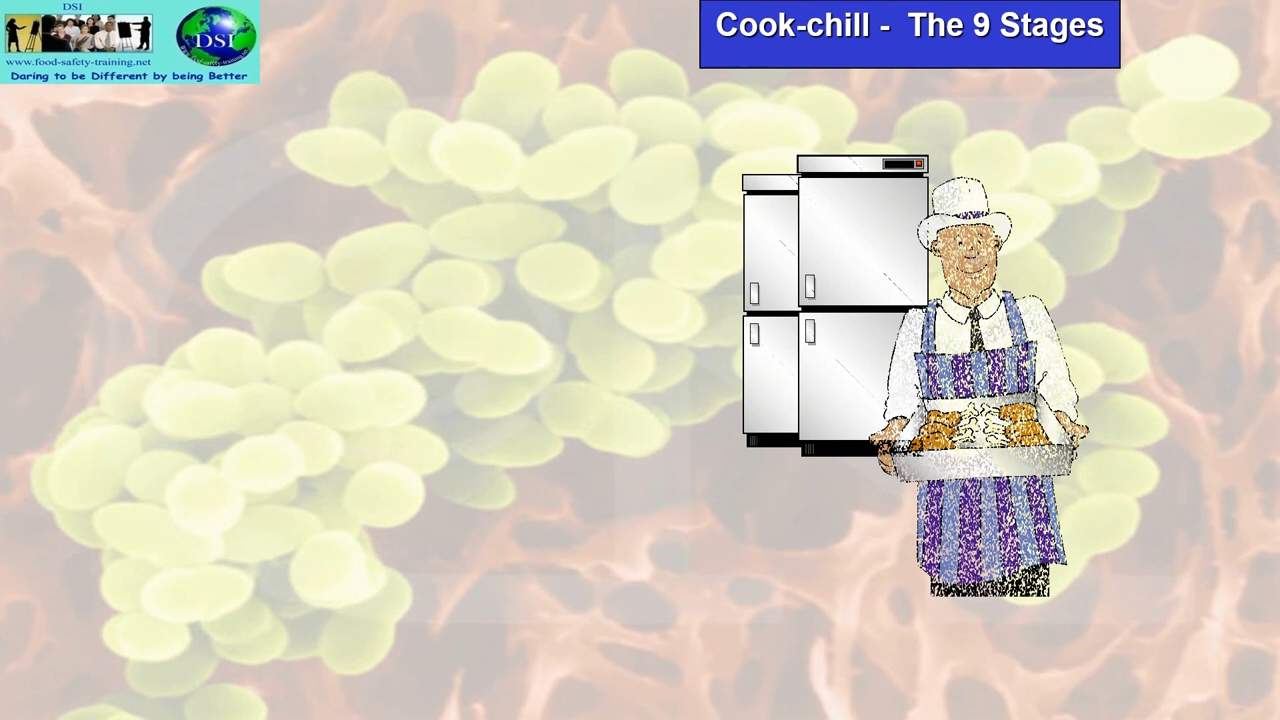 DSI
DSI
www.food-safety-training.net
Daring to be Different by being Better
Cook-chill - The 9 Stages